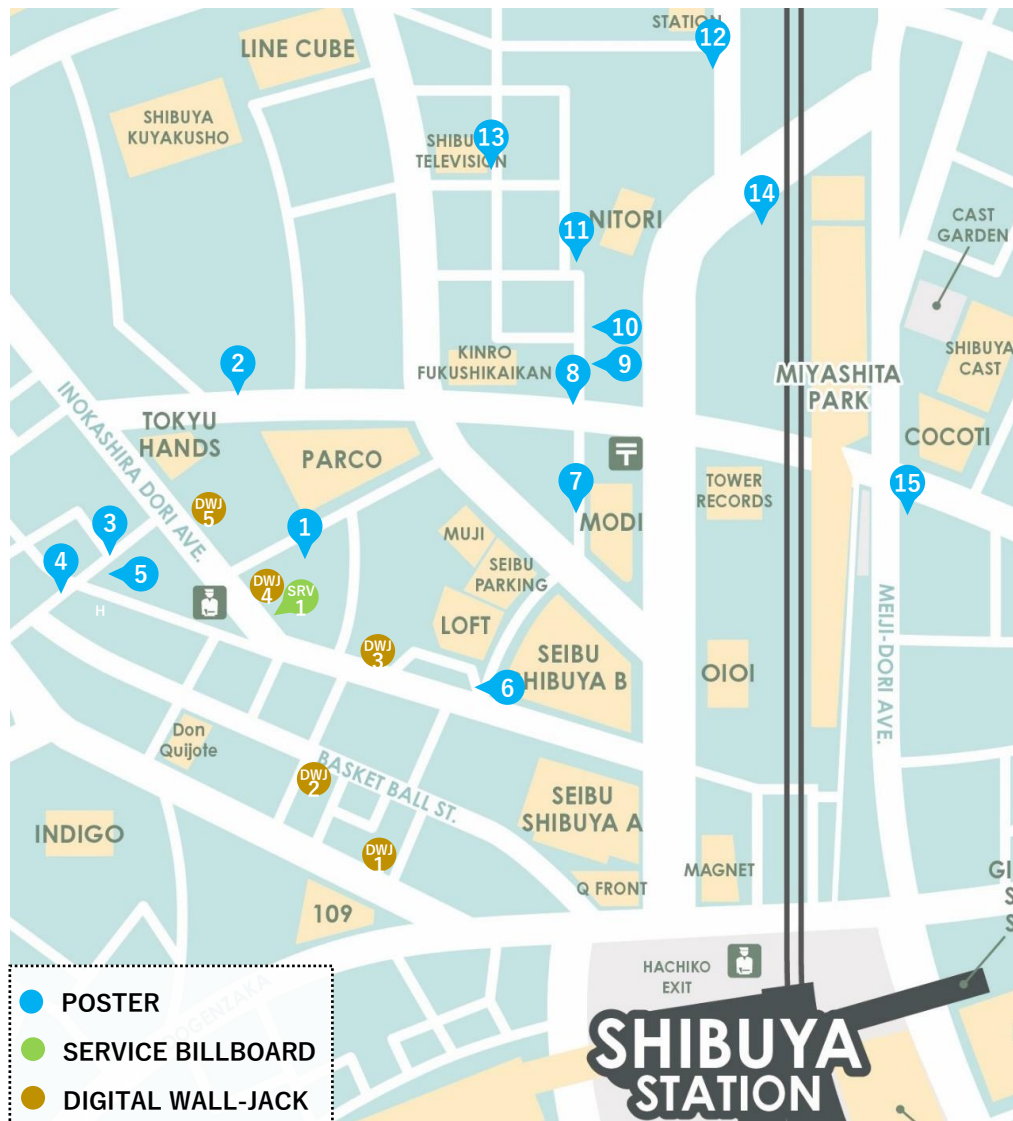 STATION
12
LINE CUBE
SHIBUYA
KUYAKUSHO
13
TELEVISION
14
11
NITORI
CAST
GARDEN
10
9
KINRO
FUKUSHIKAIKAN
8
2
SHIBUYA
CAST
MIYASHITA
PARK
COCOTI
TOKYU
HANDS
PARCO
INOKASHIRA DORI AVE.
〒
7
MODI
TOWER
RECORDS
15
DWJ
5
1
MUJI
SEIBU
PARKING
3
4
5
H
DWJ
4
SRV
1
LOFT
DWJ
3
SEIBU
SHIBUYA B
6
OIOI
MEIJI-DORI AVE.
Don
Quijote
DWJ
2
BASKET BALL ST.
SEIBU
SHIBUYA A
INDIGO
DWJ
1
Q FRONT
MAGNET
109
HACHIKO
EXIT
SHIBUYA
STATION
POSTER
SERVICE BILLBOARD
DIGITAL WALL-JACK